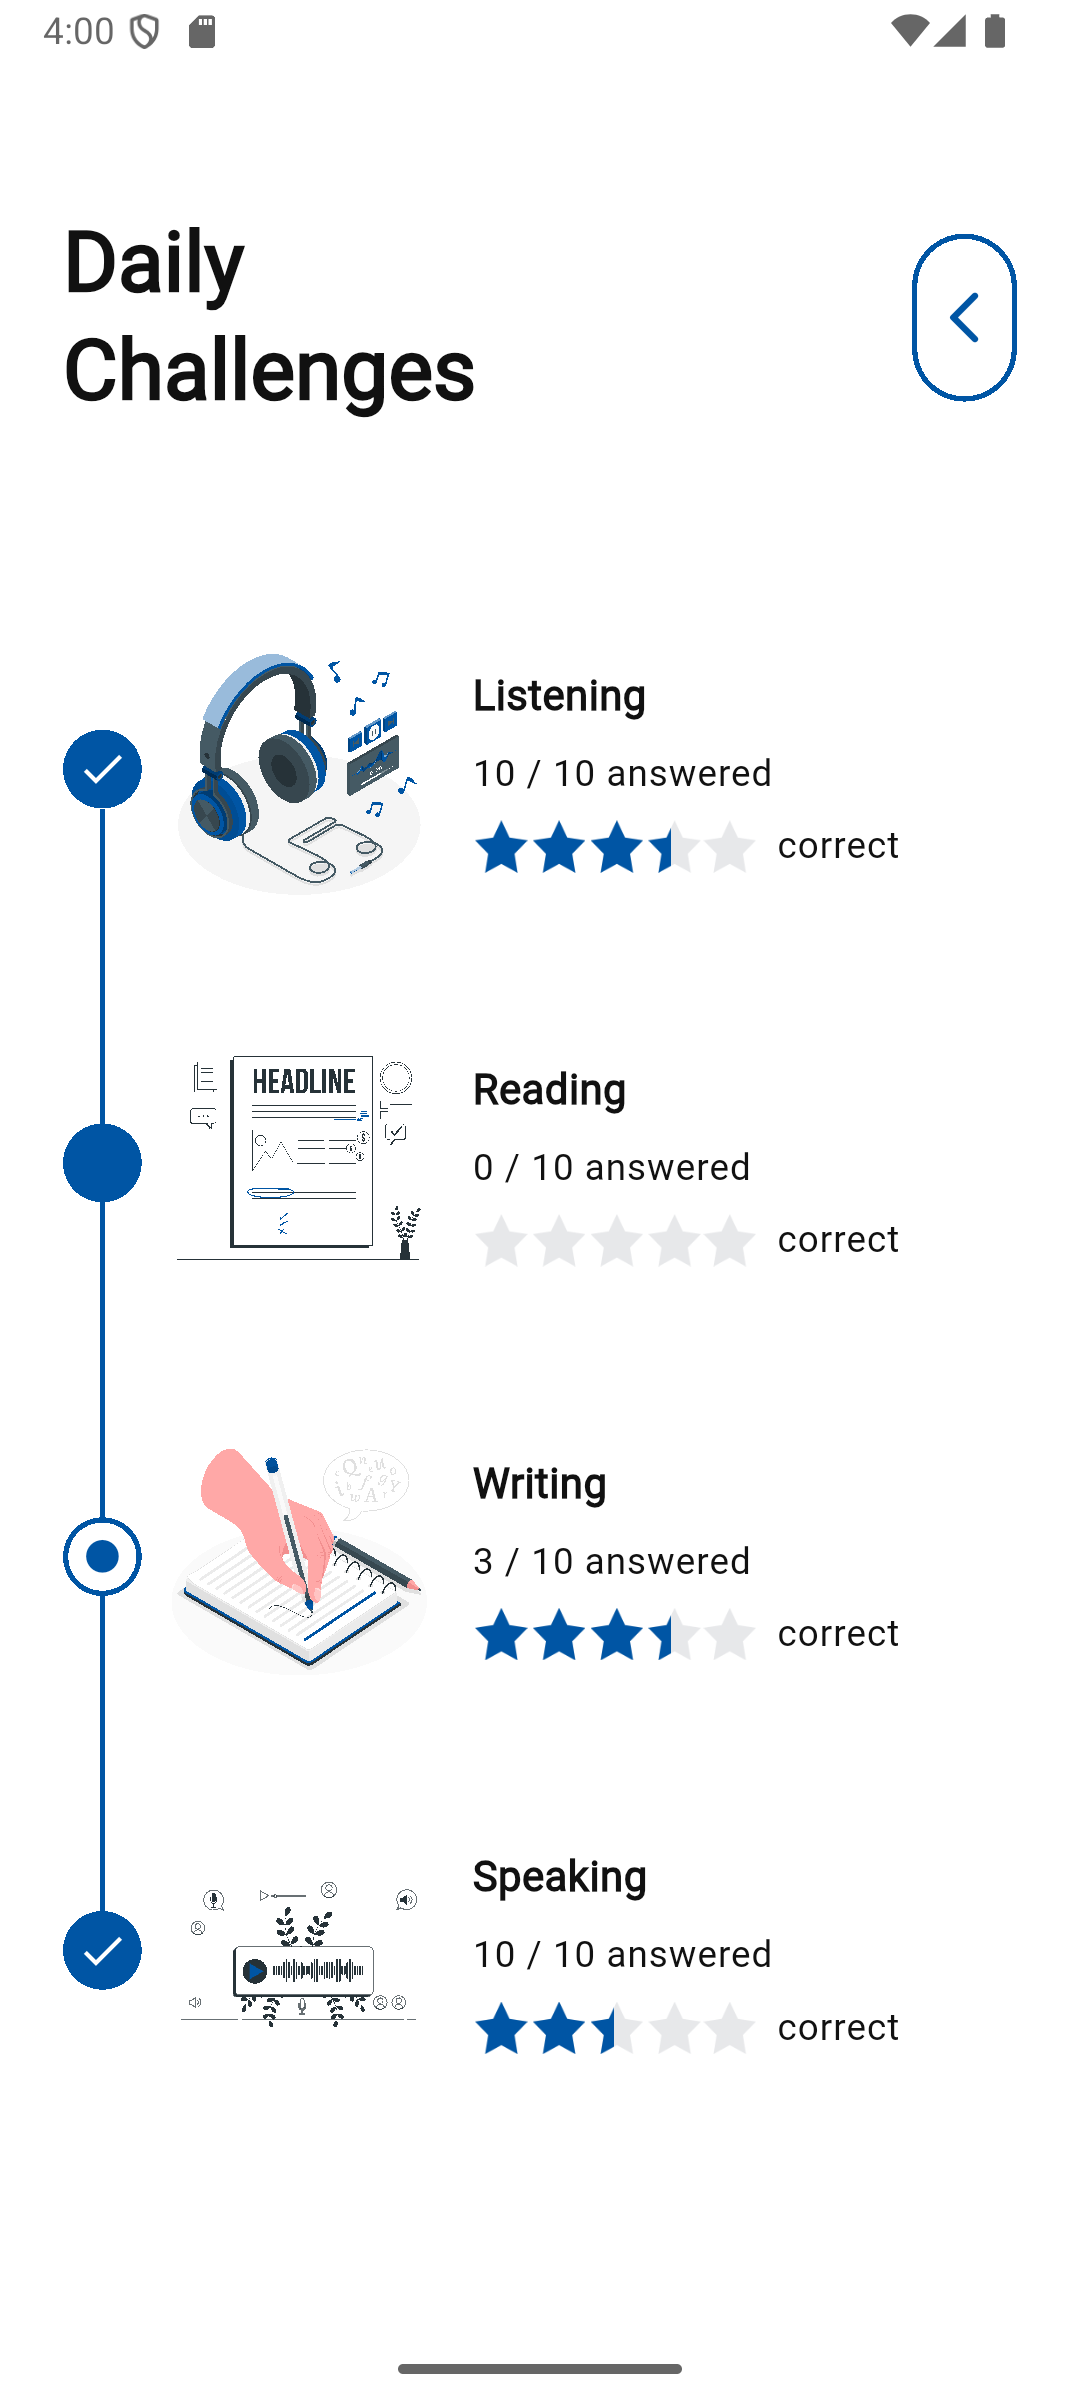 4:00
Daily
Challenges
Listening
10 / 10 answered
correct
HEADLINE
Reading
0 / 10 answered
correct
Writing
3 / 10 answered
correct
Speaking
10 / 10 answered
correct